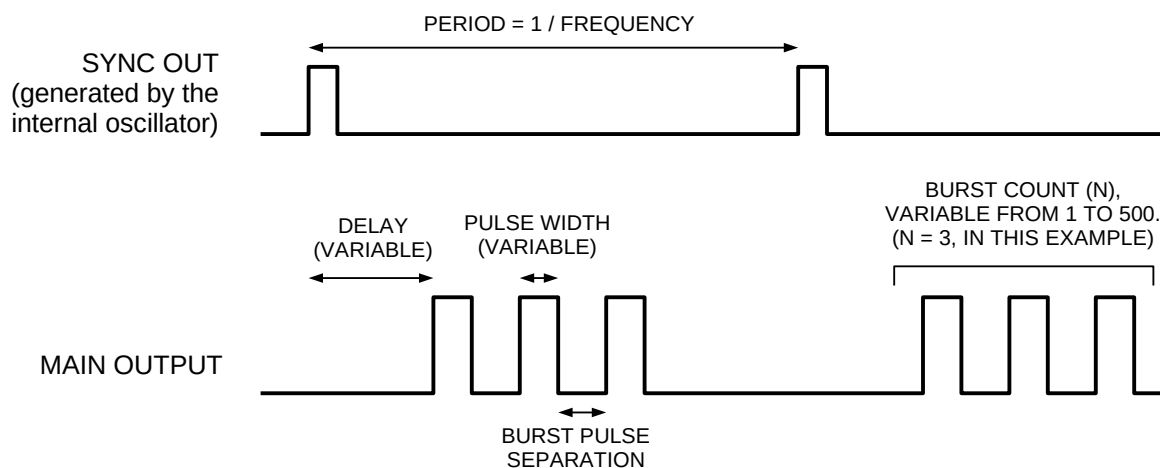 PERIOD = 1 / FREQUENCY
SYNC OUT
(generated by the
internal oscillator)
BURST COUNT (N),
VARIABLE FROM 1 TO 500.
(N = 3, IN THIS EXAMPLE)
DELAY
(VARIABLE)
PULSE WIDTH
(VARIABLE)
MAIN OUTPUT
BURST PULSE
SEPARATION